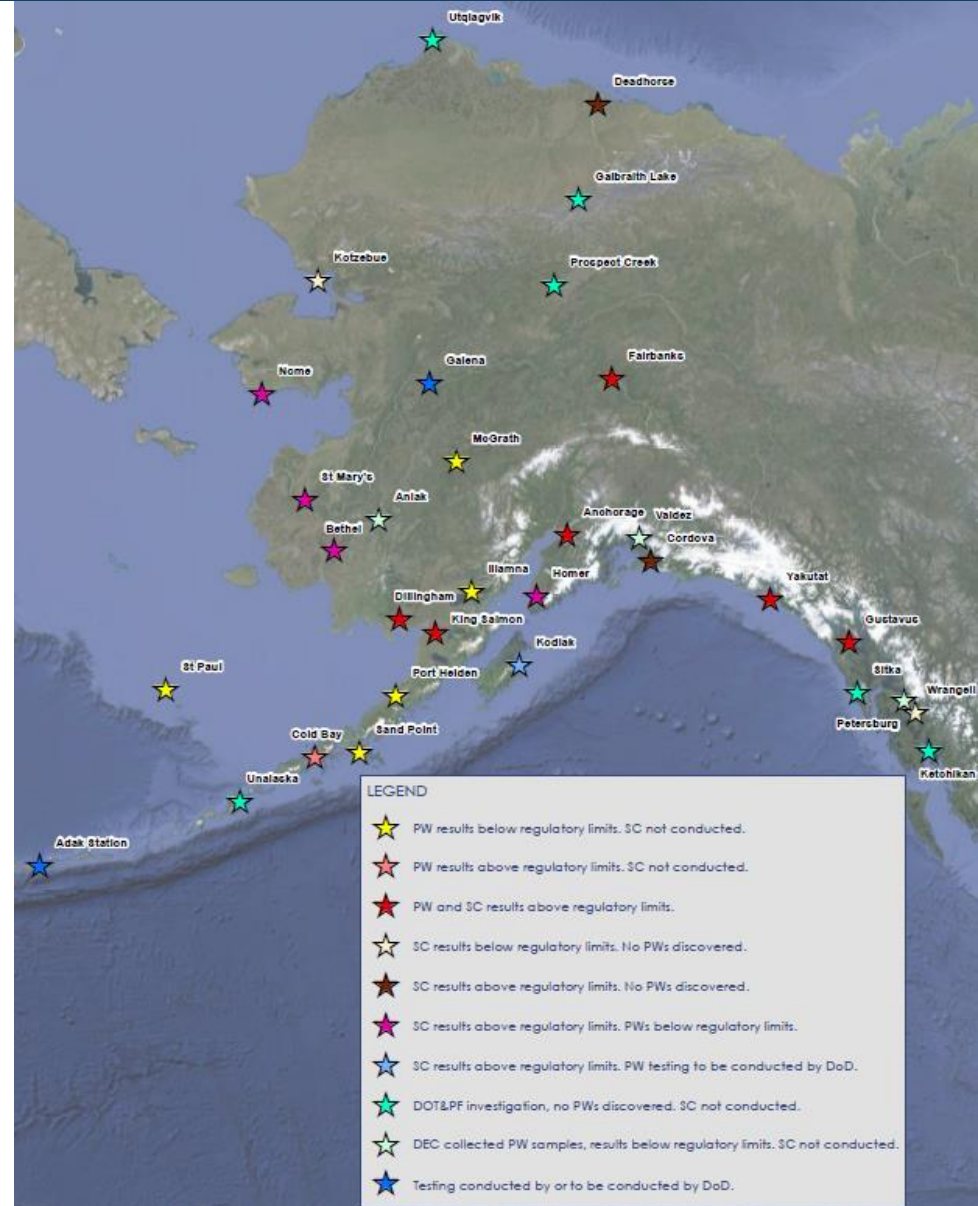 Utqiagvik
Deadhorse
Galbraith Lake
Prospect Creek
Kotzebue
Galena
Fairbanks
Nome
McGrath
St Mary's
Aniak
Bethel
Anchorage
Valdez
Cordova
Iliamna
Homer
Dillingham
King Salmon
Yakutat
Gustavus
Kodiak
St Paul
Port Heiden
Sitka
Wrangell
Petersburg
Cold Bay
Sand Point
Unalaska
Ketchikan
Adak Station
LEGEND
PW results below regulatory limits. SC not conducted.
PW results above regulatory limits. SC not conducted.
PW and SC results above regulatory limits.
SC results below regulatory limits. No PWs discovered.
SC results above regulatory limits. No PWs discovered.
SC results above regulatory limits. PWs below regulatory limits.
SC results above regulatory limits. PW testing to be conducted by DoD.
DOT&PF investigation, no PWs discovered. SC not conducted.
DEC collected PW samples, results below regulatory limits. SC not conducted.
Testing conducted by or to be conducted by DoD.